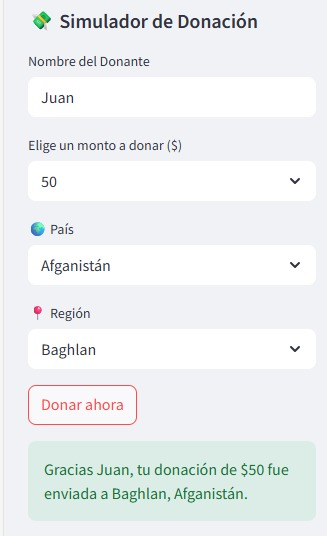 💸 Simulador de Donación
Nombre del Donante
Juan
Elige un monto a donar ($)
50
🌍 País
Afganistán
📍 Región
Baghlan
Donar ahora
Gracias Juan, tu donación de $50 fue
enviada a Baghlan, Afganistán.